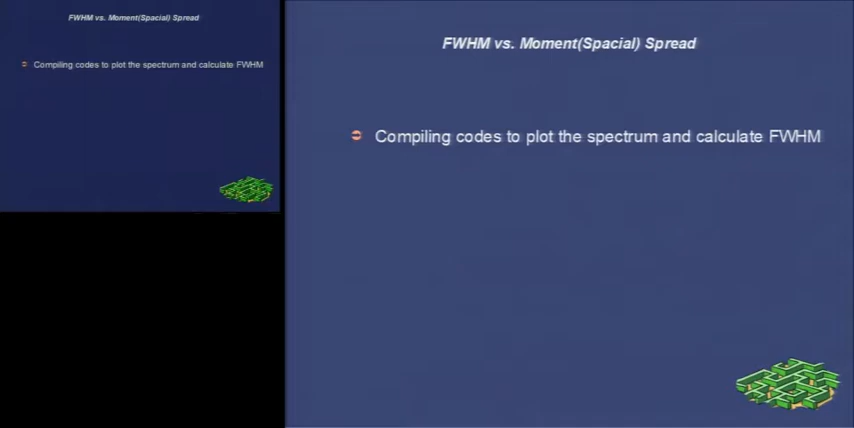 FWHM vs. Moment(Spacial) Spread
Compiling codes to plot the spectrum and calculate FWHM
FWHM vs. Moment(Spacial) Spread
Compiling codes to plot the spectrum and calculate FWHM